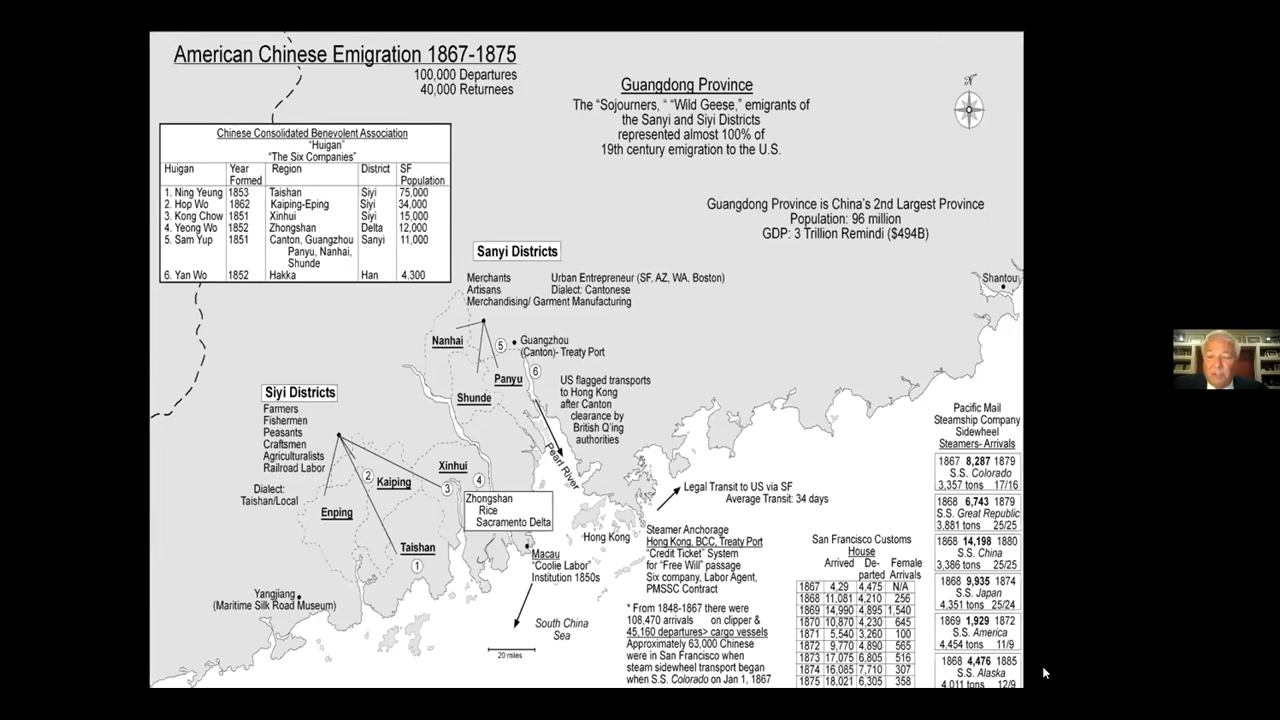 American Chinese Emigration 1867-1875
100,000 Departures
40,000 Returnees
Guangdong Province
The “Sojourners, “ “Wild Geese,” emigrants of
the Sanyi and Siyi Districts
represented almost 100% of
19th century emigration to the U.S.
N
Chinese Consolidated Benevolent Association
“Huigan”
“The Six Companies”
Huigan Year Formed Region District SF Population
1. Ning Yeung 1853 Taishan Siyi 75,000
2. Hop Wo 1862 Kaiping-Eping Siyi 34,000
3. Kong Chow 1851 Xinhui Siyi 15,000
4. Yeong Wo 1852 Zhongshan Delta 12,000
5. Sam Yup 1851 Canton, Guangzhou Sanyi 11,000
Panyu, Nanhai,
Shunde
6. Yan Wo 1852 Hakka Han 4.300
Guangdong Province is China’s 2nd Largest Province
Population: 96 million
GDP: 3 Trillion Remindi ($494B)
Sanyi Districts
Merchants
Artisans
Merchandising/ Garment Manufacturing
Urban Entrepreneur (SF, AZ, WA. Boston)
Dialect: Cantonese
Shantou
Nanhai
5
Guangzhou
(Canton)- Treaty Port
6
Panyu
Shunde
US flagged transports
to Hong Kong
after Canton
clearance by
British Q’ing
authorities
Pearl River
Siyi Districts
Farmers
Fishermen
Peasants
Craftsmen
Agriculturalists
Railroad Labor
Dialect:
Taishan/Local
Xinhui
2
Kaiping
3
4
Enping
Zhongshan
Rice
Sacramento Delta
Taishan
1
Macau
“Coolie Labor”
Institution 1850s
Yangjiang
(Maritime Silk Road Museum)
South China
Sea
20 miles
Hong Kong
Legal Transit to US via SF
Average Transit: 34 days
Steamer Anchorage
Hong Kong, BCC, Treaty Port
“Credit Ticket” System
for “Free Will” passage
Six company, Labor Agent,
PMSSC Contract
* From 1848-1867 there were
108,470 arrivals on clipper &
45,160 departures> cargo vessels
Approximately 63,000 Chinese
were in San Francisco when
steam sidewheel transport began
when S.S. Colorado on Jan 1, 1867
San Francisco Customs
House
Arrived De-parted Female Arrivals
1867 4,29 4,475 N/A
1868 11,081 4,210 256
1869 14,990 4,895 1,540
1870 10,870 4,230 645
1871 5,540 3,260 100
1872 9,770 4,890 565
1873 17,075 6,805 516
1874 16,085 7,710 307
1875 18,021 6,305 358
Pacific Mail
Steamship Company
Sidewheel
Steamers- Arrivals
1867 8,287 1879
S.S. Colorado
3,357 tons 17/16
1868 6,743 1879
S.S. Great Republic
3,881 tons 25/25
1868 14,198 1880
S.S. China
3,386 tons 25/25
1868 9,935 1874
S.S. Japan
4,351 tons 25/24
1869 1,929 1872
S.S. America
4,454 tons 11/9
1868 4,476 1885
S.S. Alaska
4,011 tons 12/9